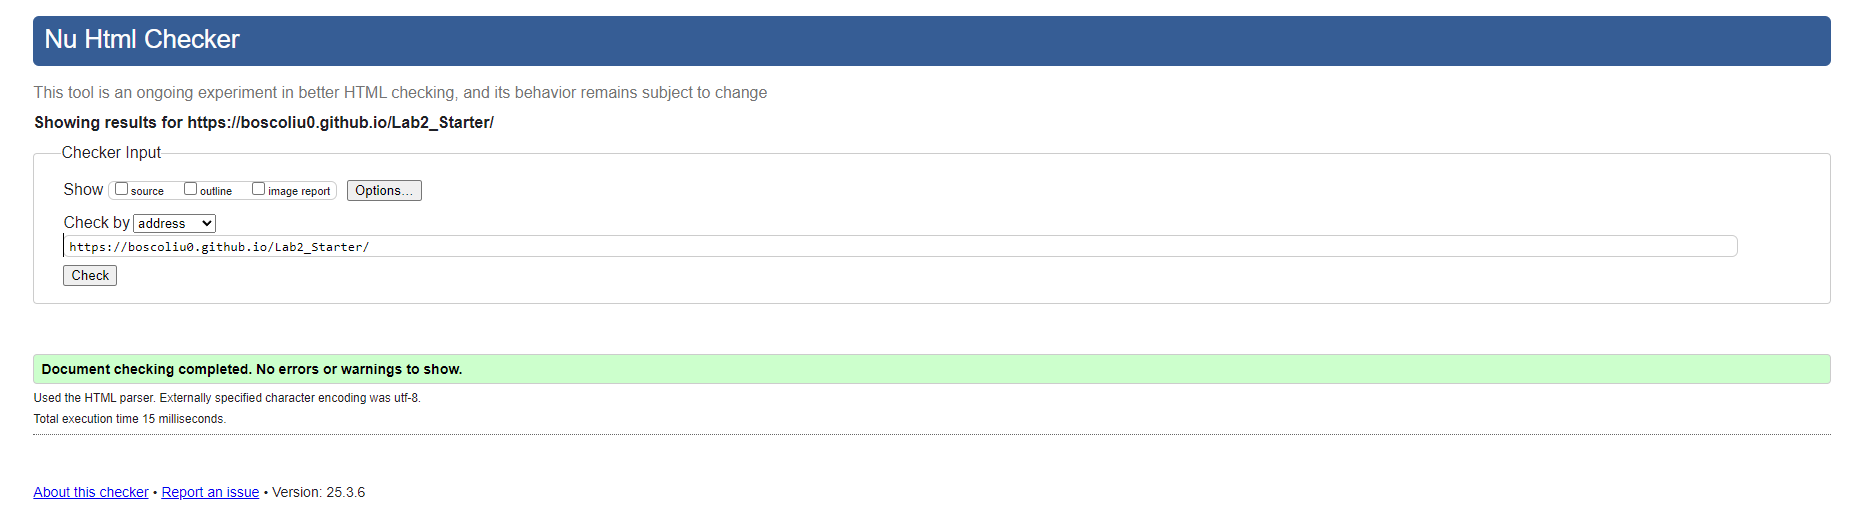 Nu Html Checker
This tool is an ongoing experiment in better HTML checking, and its behavior remains subject to change
Showing results for https://boscoliu0.github.io/Lab2_Starter/
Checker Input
Show source outline image report Options...
Check by address
https://boscoliu0.github.io/Lab2_Starter/
Check
Document checking completed. No errors or warnings to show.
Used the HTML parser. Externally specified character encoding was utf-8.
Total execution time 15 milliseconds.
About this checker • Report an issue • Version: 25.3.6